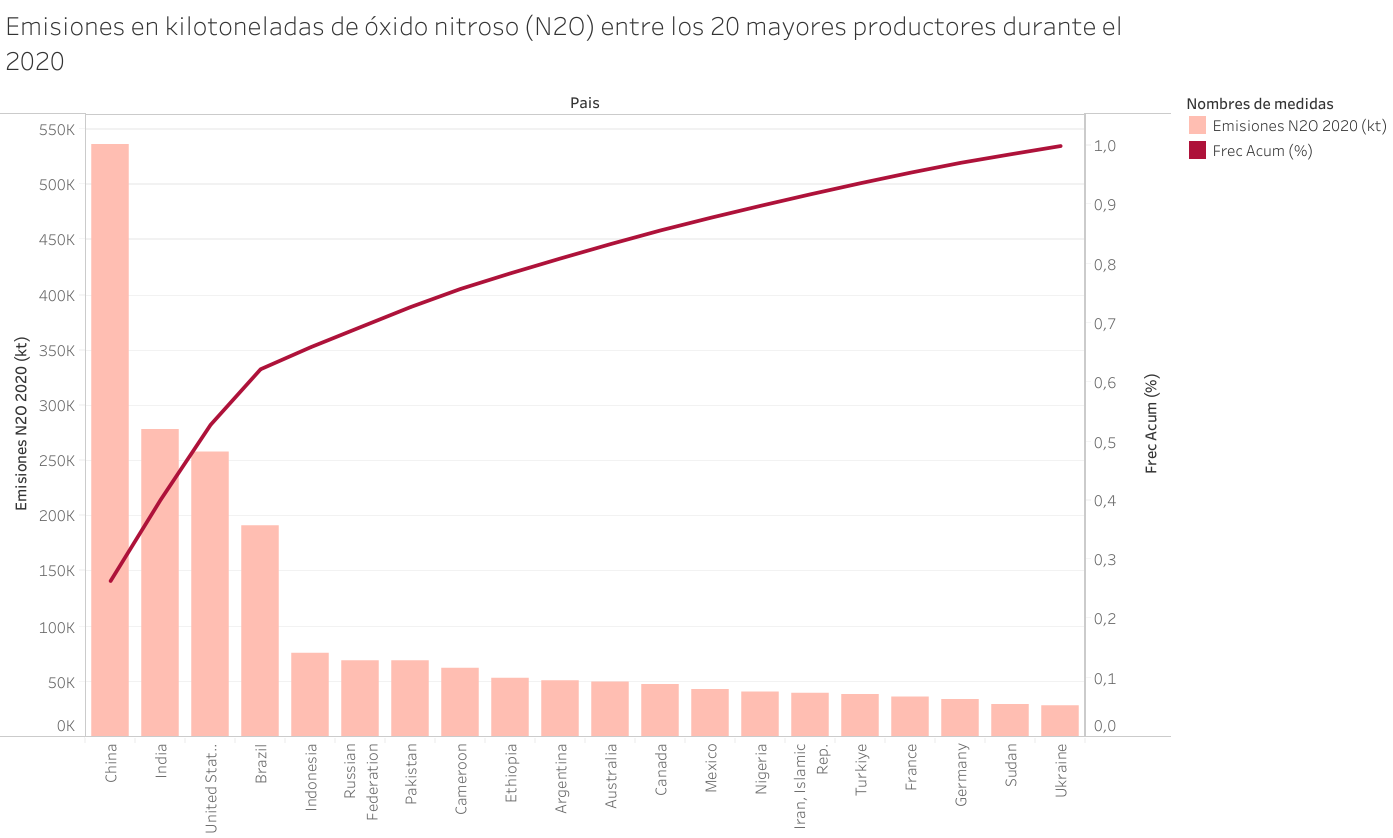 Emisiones en kilotoneladas de óxido nitroso (N2O) entre los 20 mayores productores durante el
2020
Pais
Nombres de medidas
Emisiones N2O 2020 (kt)
Frec Acum (%)
Emisiones N2O 2020 (kt)
550K
500K
450K
400K
350K
300K
250K
200K
150K
100K
50K
0K
1,0
0,9
0,8
0,7
0,6
0,5
0,4
0,3
0,2
0,1
0,0
Frec Acum (%)
China
India
United Stat..
Brazil
Indonesia
Russian
Federation
Pakistan
Cameroon
Ethiopia
Argentina
Australia
Canada
Mexico
Nigeria
Iran, Islamic
Rep.
Turkiye
France
Germany
Sudan
Ukraine